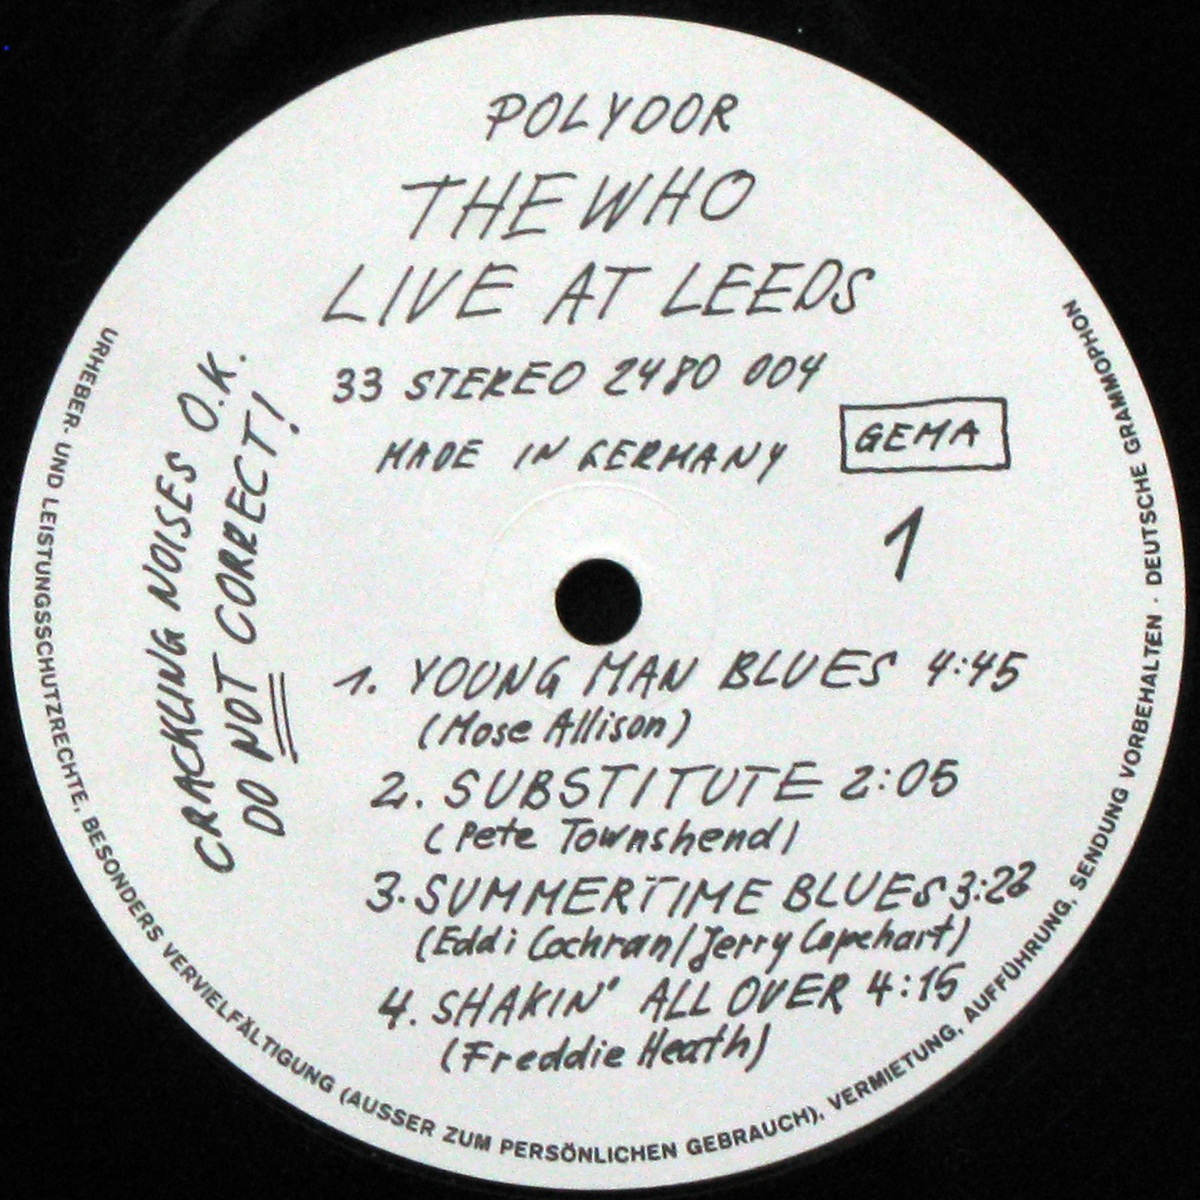 POLYDOR
THE WHO
LIVE AT LEEDS
33 STEREO 2480 004
MADE IN GERMANY
GEMA
1
CRACKLING NOISES O.K.
DO NOT CORRECT!
1. YOUNG MAN BLUES 4:45
(Mose Allison)
2. SUBSTITUTE 2:05
(Pete Townshend)
3. SUMMERTIME BLUES 3:22
(Eddi Cochran/Jerry Capehart)
4. SHAKIN' ALL OVER 4:15
(Freddie Heath)
URHEBER- UND LEISTUNGSSCHUTZRECHTE, BESONDERS VERVIELFÄLTIGUNG (AUSSER ZUM PERSÖNLICHEN GEBRAUCH), VERMIETUNG, AUFFÜHRUNG, SENDUNG VORBEHALTEN · DEUTSCHE GRAMMOPHON